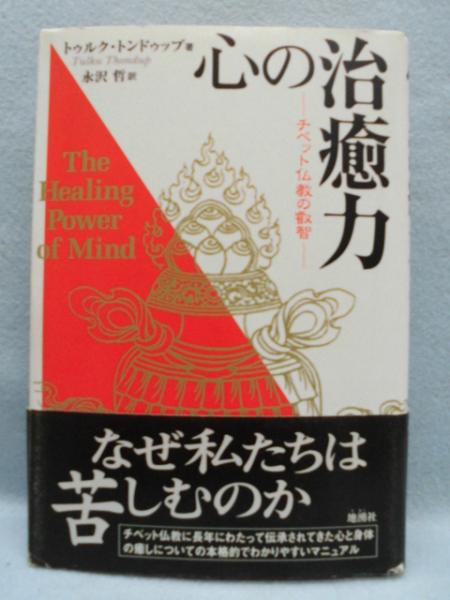 トゥルク・トンドゥップ著
Tulku Thondup
永沢 哲 訳
心の治癒力
―チベット仏教の叡智―
The
Healing
Power
of Mind
なぜ私たちは
苦しむのか
地湧社
チベット仏教に長年にわたって伝承されてきた心と身体
の癒しについての本格的でわかりやすいマニュアル